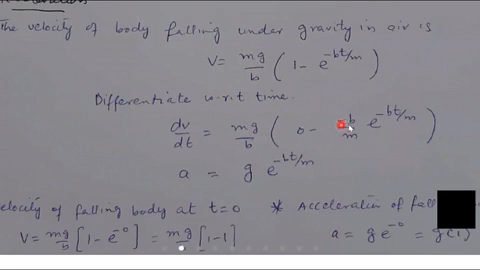 The velocity of body falling under gravity in air is
V= mg/b ( 1 - e^-bt/m )
Differentiate w.r.t time.
dv/dt = mg/b ( 0 - -b/m e^-bt/m )
a = g e^-bt/m
elocity of falling body at t=0 * Acceleration of fall
V= mg/b [1- e^-0] = mg [1-1] a = g e^-0 = g(1)